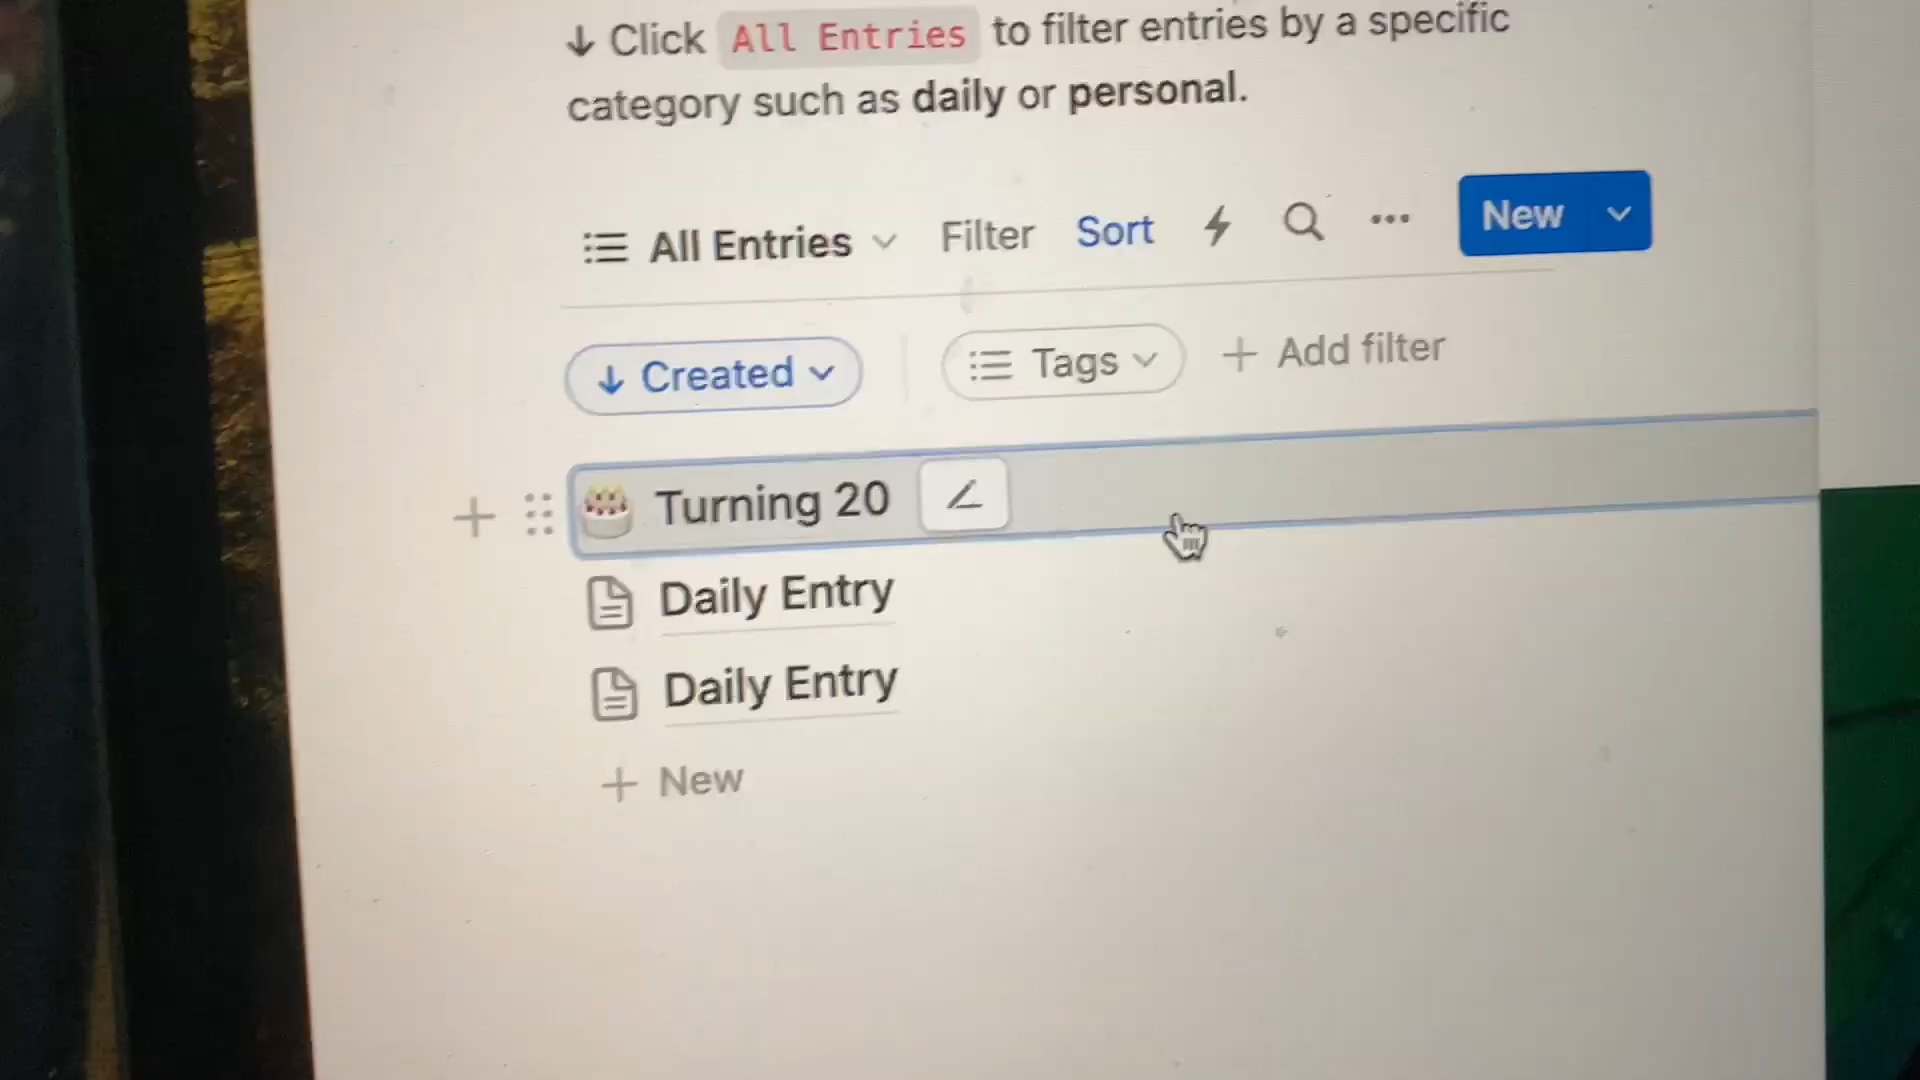 ↓ Click All Entries to filter entries by a specific
category such as daily or personal.
All Entries Filter Sort New
↓ Created Tags + Add filter
Turning 20
Daily Entry
Daily Entry
+ New